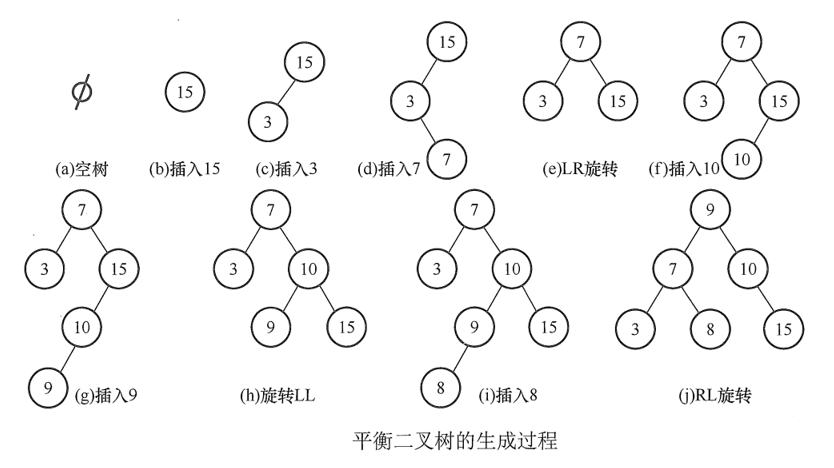 15 15 15 7 7
15 3 3 3 15 3 15
7 10
(a)空树 (b)插入15 (c)插入3 (d)插入7 (e)LR旋转 (f)插入10
7 7 7 9
3 15 3 10 3 10 7 10
10 9 15 9 15 3 8 15
9 8
(g)插入9 (h)旋转LL (i)插入8 (j)RL旋转
平衡二叉树的生成过程